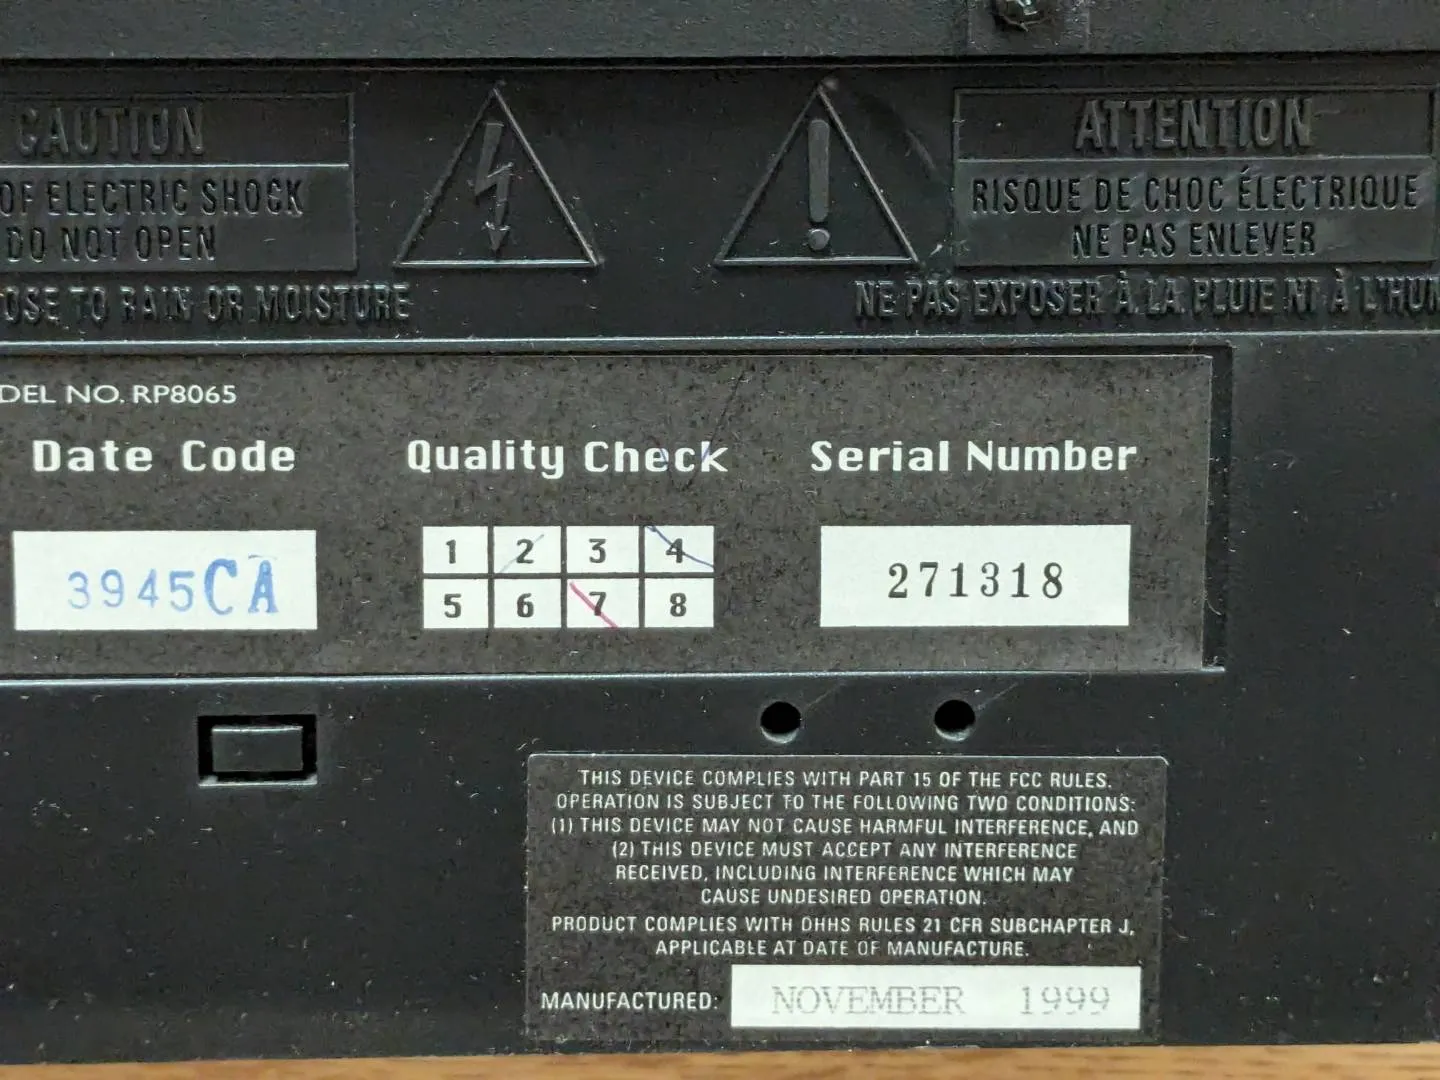 CAUTION
OF ELECTRIC SHOCK
DO NOT OPEN
OSE TO RAIN OR MOISTURE
ATTENTION
RISQUE DE CHOC ÉLECTRIQUE
NE PAS ENLEVER
NE PAS EXPOSER À LA PLUIE NI À L'HUM
DEL NO. RP8065
Date Code
3945CA
Quality Check
1 2 3 4
5 6 7 8
Serial Number
271318
THIS DEVICE COMPLIES WITH PART 15 OF THE FCC RULES.
OPERATION IS SUBJECT TO THE FOLLOWING TWO CONDITIONS:
(1) THIS DEVICE MAY NOT CAUSE HARMFUL INTERFERENCE, AND
(2) THIS DEVICE MUST ACCEPT ANY INTERFERENCE
RECEIVED, INCLUDING INTERFERENCE WHICH MAY
CAUSE UNDESIRED OPERATION.
PRODUCT COMPLIES WITH DHHS RULES 21 CFR SUBCHAPTER J,
APPLICABLE AT DATE OF MANUFACTURE.
MANUFACTURED: NOVEMBER 1999